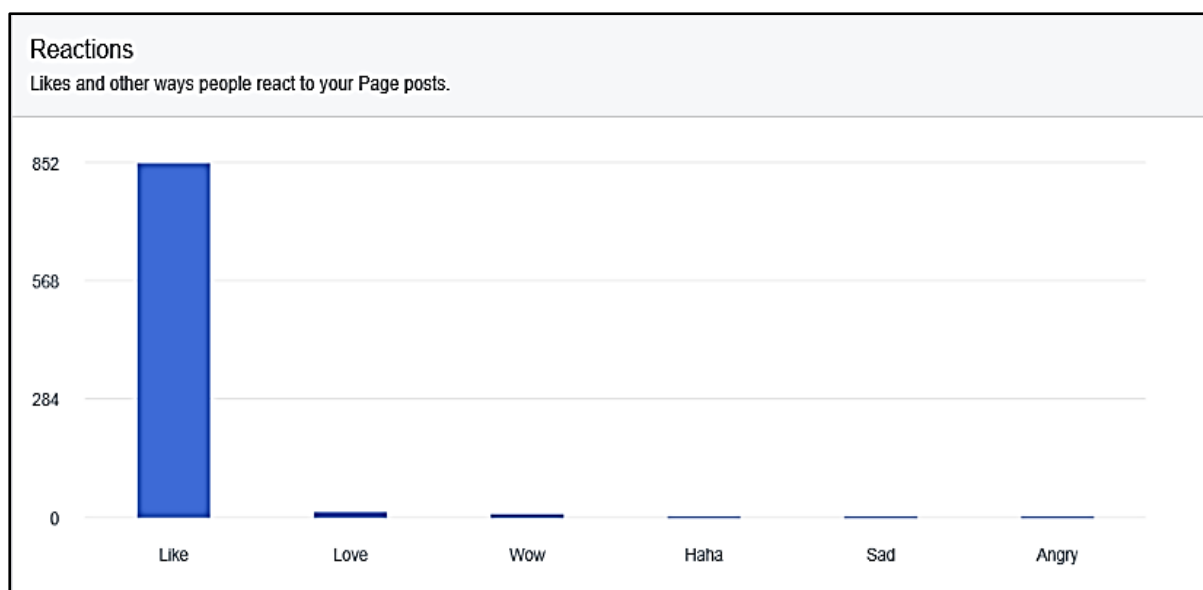 Reactions
Likes and other ways people react to your Page posts.
852
568
284
0
Like Love Wow Haha Sad Angry